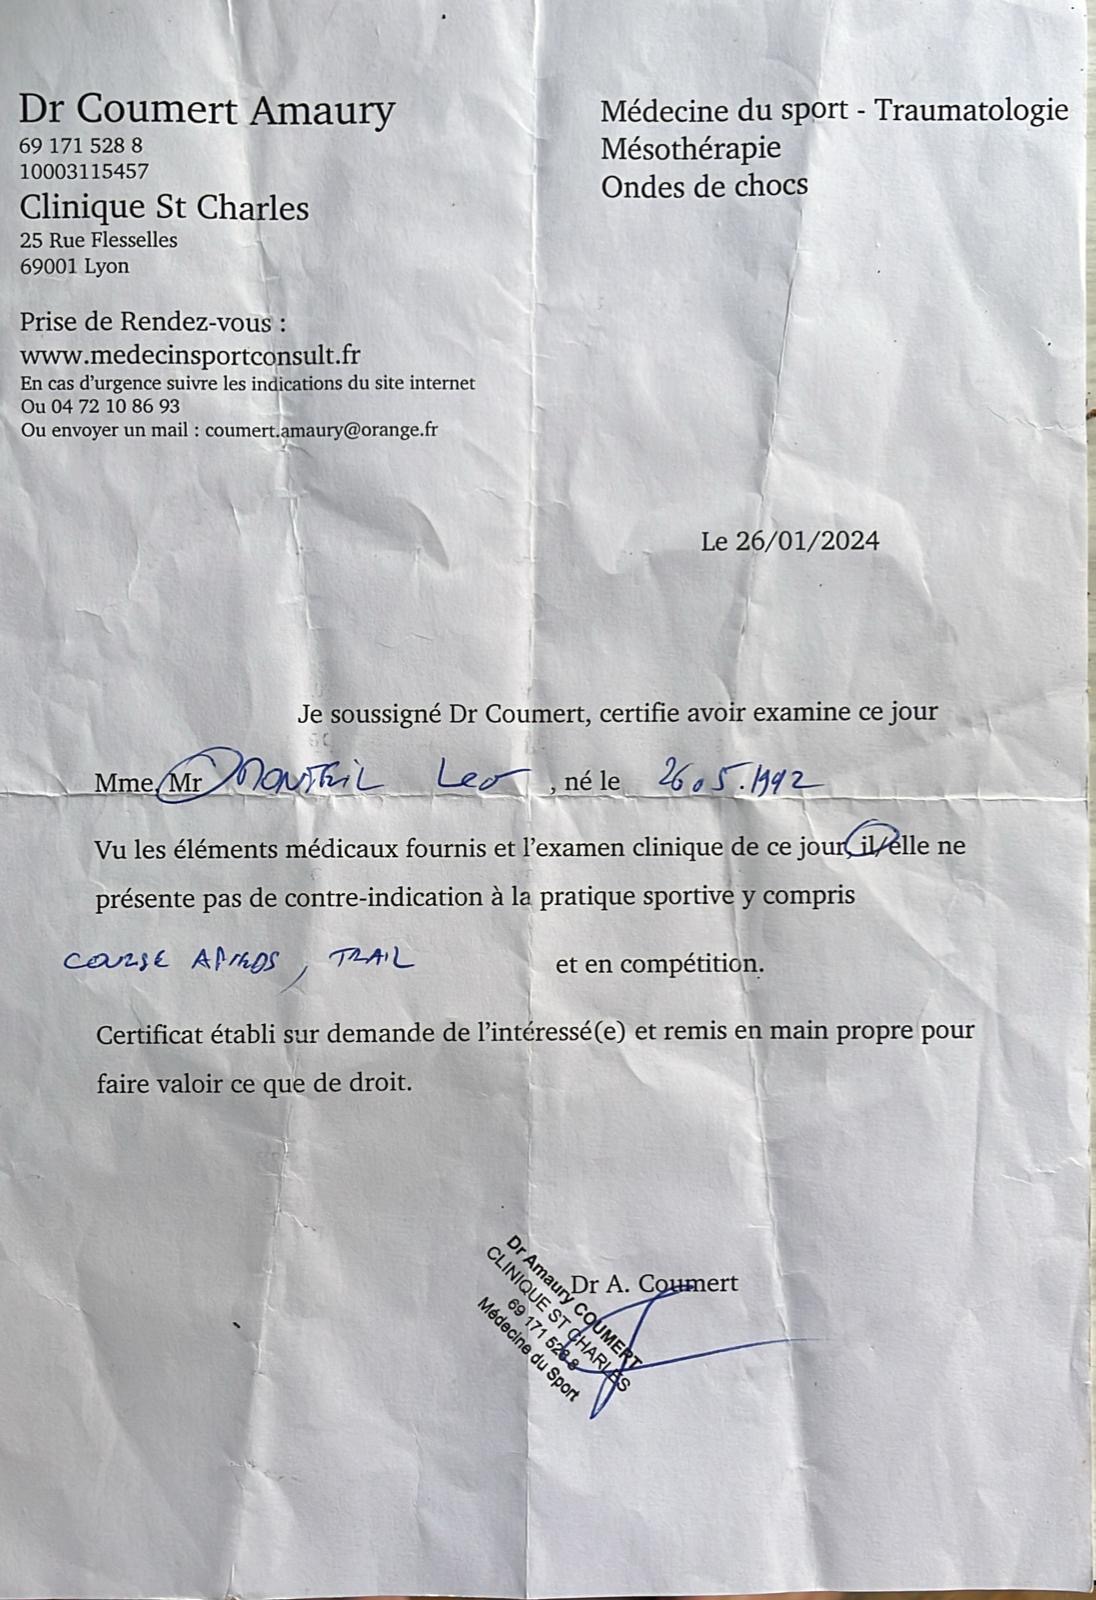 Dr Coumert Amaury
69 171 528 8
10003115457
Clinique St Charles
25 Rue Flesselles
69001 Lyon
Prise de Rendez-vous :
www.medecinsportconsult.fr
En cas d'urgence suivre les indications du site internet
Ou 04 72 10 86 93
Ou envoyer un mail : coumert.amaury@orange.fr
Médecine du sport - Traumatologie
Mésothérapie
Ondes de chocs
Le 26/01/2024
Je soussigné Dr Coumert, certifie avoir examine ce jour
Mme, Mr Leo , né le 26 05.1992
Vu les éléments médicaux fournis et l'examen clinique de ce jour, il/elle ne
présente pas de contre-indication à la pratique sportive y compris
COURSE APIEDS, TRAIL et en compétition.
Certificat établi sur demande de l'intéressé(e) et remis en main propre pour
faire valoir ce que de droit.
Dr A. Coumert
Dr Amaury COUMERT
CLINIQUE ST CHARLES
69 171 528 8
Médecine du Sport